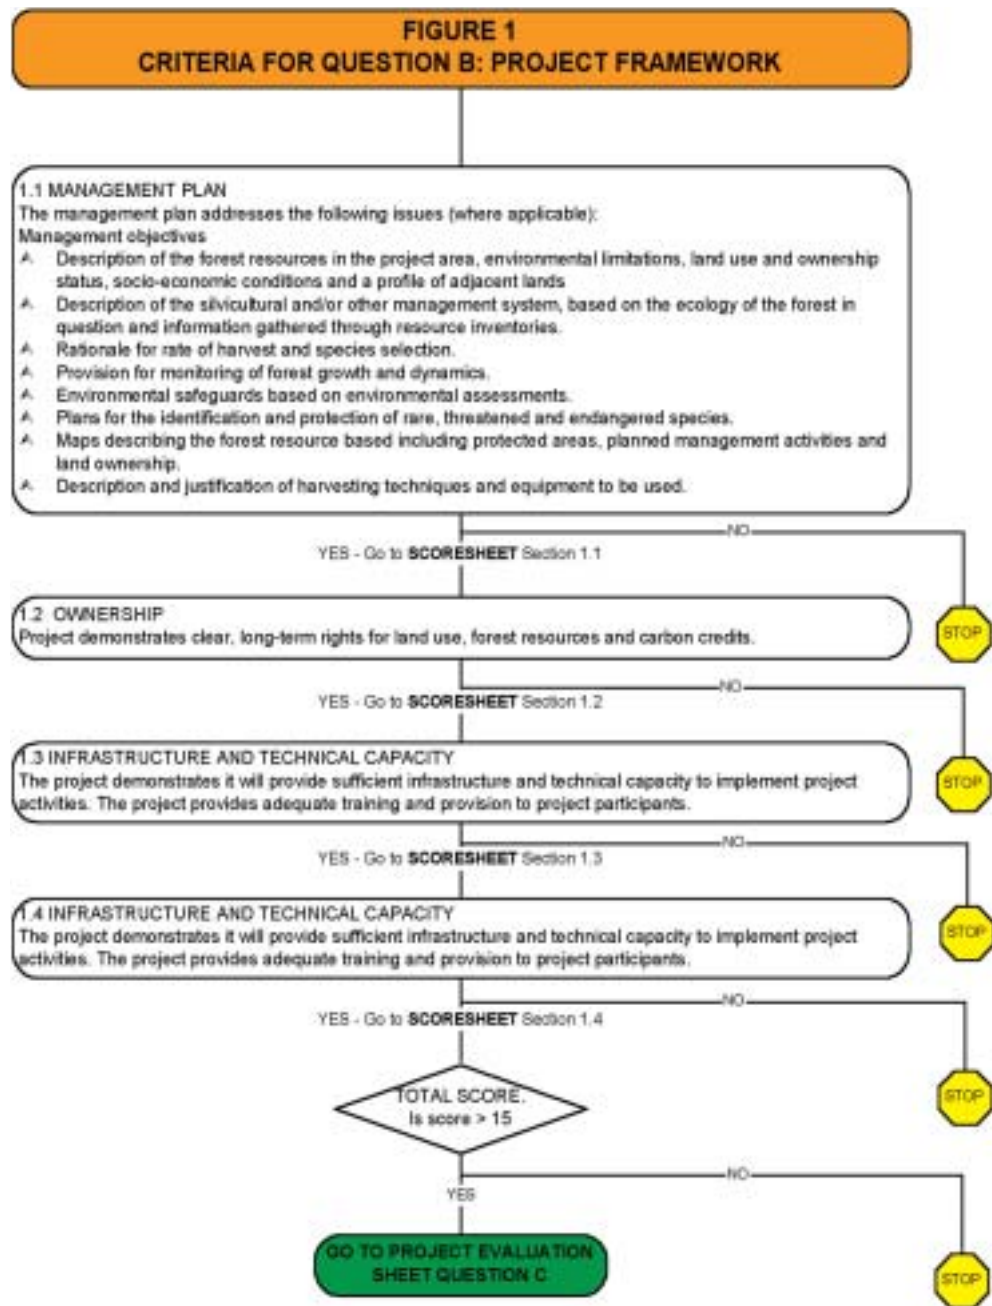 FIGURE 1
CRITERIA FOR QUESTION B: PROJECT FRAMEWORK
1.1 MANAGEMENT PLAN
The management plan addresses the following issues (where applicable):
Management objectives
Description of the forest resources in the project area, environmental limitations, land use and ownership
status, socio-economic conditions and a profile of adjacent lands
Description of the silvicultural and/or other management system, based on the ecology of the forest in
question and information gathered through resource inventories.
Rationale for rate of harvest and species selection.
Provision for monitoring of forest growth and dynamics.
Environmental safeguards based on environmental assessments.
Plans for the identification and protection of rare, threatened and endangered species.
Maps describing the forest resource based including protected areas, planned management activities and
land ownership.
Description and justification of harvesting techniques and equipment to be used.
NO
YES - Go to SCORESHEET Section 1.1
STOP
1.2 OWNERSHIP
Project demonstrates clear, long-term rights for land use, forest resources and carbon credits.
NO
YES - Go to SCORESHEET Section 1.2
STOP
1.3 INFRASTRUCTURE AND TECHNICAL CAPACITY
The project demonstrates it will provide sufficient infrastructure and technical capacity to implement project
activities. The project provides adequate training and provision to project participants.
NO
YES - Go to SCORESHEET Section 1.3
STOP
1.4 INFRASTRUCTURE AND TECHNICAL CAPACITY
The project demonstrates it will provide sufficient infrastructure and technical capacity to implement project
activities. The project provides adequate training and provision to project participants.
NO
YES - Go to SCORESHEET Section 1.4
STOP
TOTAL SCORE.
Is score > 15
NO
YES
STOP
GO TO PROJECT EVALUATION
SHEET QUESTION C